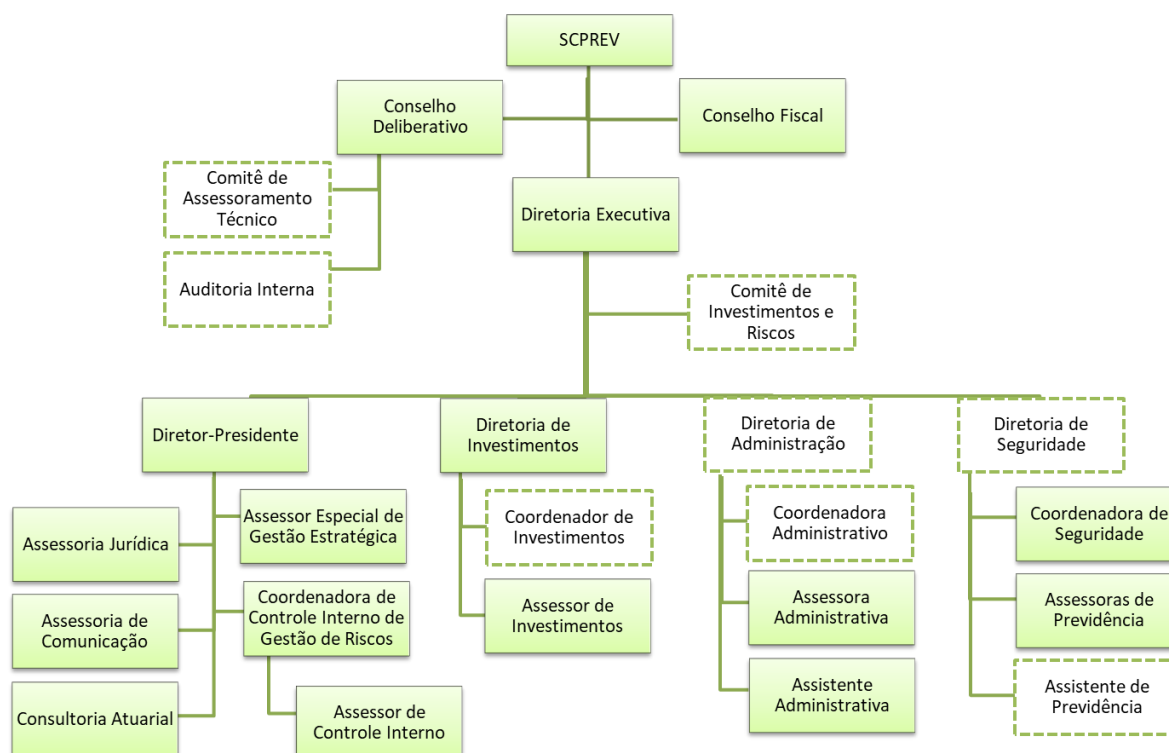 SCPREV
Conselho
Deliberativo
Conselho Fiscal
Comitê de
Assessoramento
Técnico
Diretoria Executiva
Auditoria Interna
Comitê de
Investimentos e
Riscos
Diretor-Presidente
Diretoria de
Investimentos
Diretoria de
Administração
Diretoria de
Seguridade
Assessoria Jurídica
Assessor Especial de
Gestão Estratégica
Coordenador de
Investimentos
Coordenadora
Administrativo
Coordenadora de
Seguridade
Assessoria de
Comunicação
Coordenadora de
Controle Interno de
Gestão de Riscos
Assessor de
Investimentos
Assessora
Administrativa
Assessoras de
Previdência
Consultoria Atuarial
Assessor de
Controle Interno
Assistente
Administrativa
Assistente de
Previdência